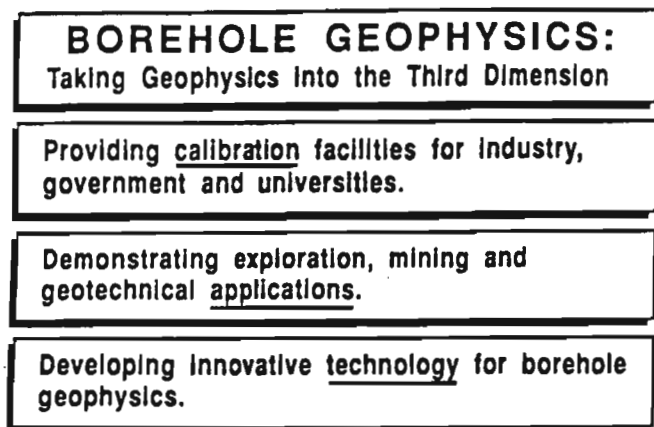 BOREHOLE GEOPHYSICS:
Taking Geophysics into the Third Dimension
Providing calibration facilities for industry,
government and universities.
Demonstrating exploration, mining and
geotechnical applications.
Developing innovative technology for borehole
geophysics.